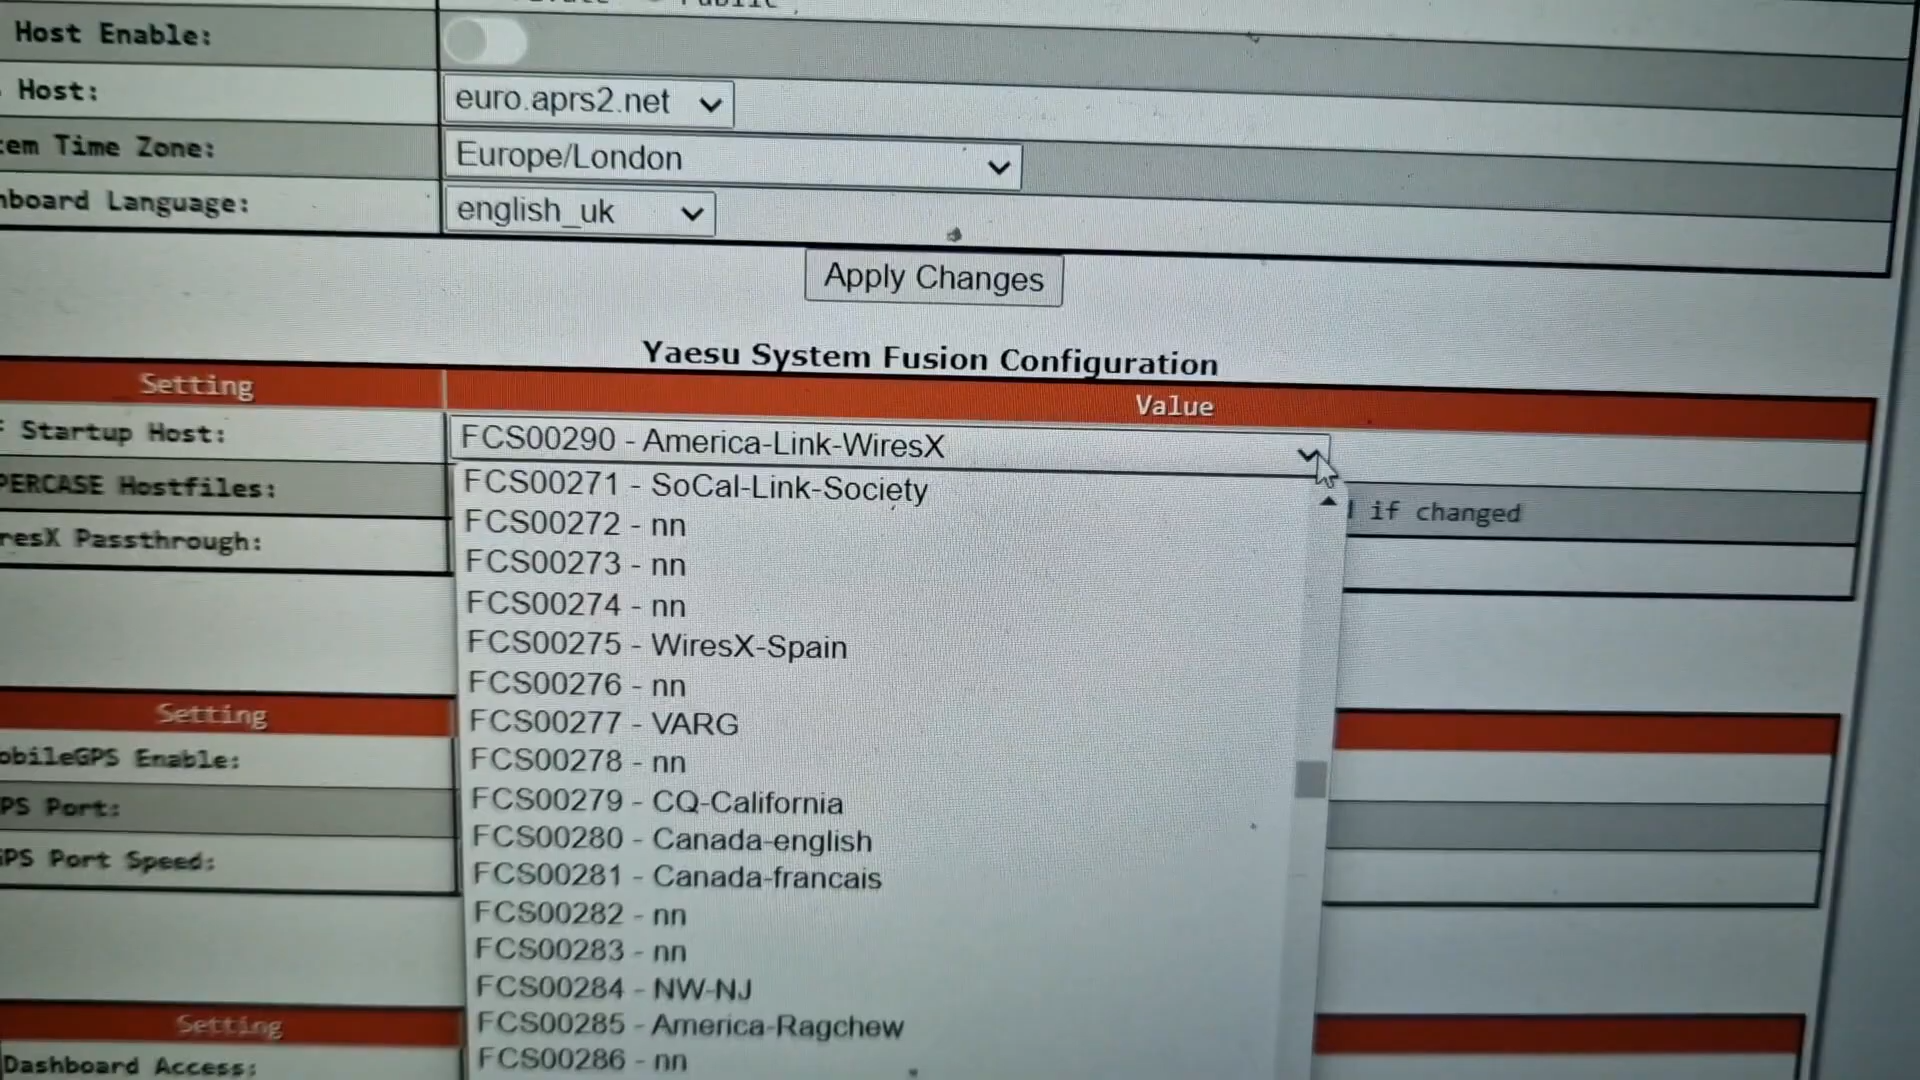 Host Enable:
Host:
euro.aprs2.net
em Time Zone:
Europe/London
board Language:
english_uk
Apply Changes
Yaesu System Fusion Configuration
Setting
Value
Startup Host:
FCS00290 - America-Link-WiresX
PERCASE Hostfiles:
if changed
resX Passthrough:
FCS00271 - SoCal-Link-Society
FCS00272 - nn
FCS00273 - nn
FCS00274 - nn
FCS00275 - WiresX-Spain
FCS00276 - nn
FCS00277 - VARG
FCS00278 - nn
FCS00279 - CQ-California
FCS00280 - Canada-english
FCS00281 - Canada-francais
FCS00282 - nn
FCS00283 - nn
FCS00284 - NW-NJ
FCS00285 - America-Ragchew
FCS00286 - nn
Setting
obileGPS Enable:
PS Port:
PS Port Speed:
Setting
Dashboard Access: